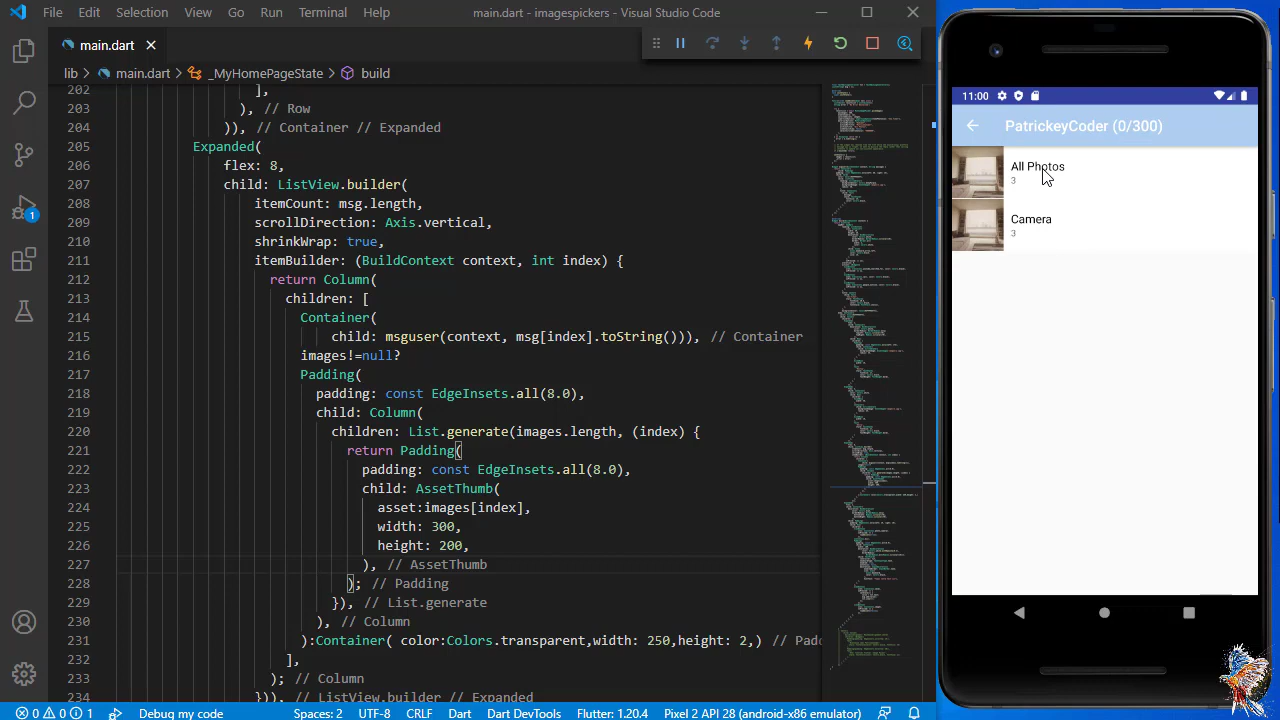 File Edit Selection View Go Run Terminal Help main.dart - imagespickers - Visual Studio Code
main.dart
lib > main.dart > _MyHomePageState > build
202 ],
203 ), // Row
204 )), // Container // Expanded
205 Expanded(
206 flex: 8,
207 child: ListView.builder(
208 itemCount: msg.length,
209 scrollDirection: Axis.vertical,
210 shrinkWrap: true,
211 itemBuilder: (BuildContext context, int index) {
212 return Column(
213 children: [
214 Container(
215 child: msgsupper(context, msg[index].toString())), // Container
216 images!=null?
217 Padding(
218 padding: const EdgeInsets.all(8.0),
219 child: Column(
220 children: List.generate(images.length, (index) {
221 return Padding(
222 padding: const EdgeInsets.all(8.0),
223 child: AssetThumb(
224 asset:images[index],
225 width: 300,
226 height: 200,
227 ), // AssetThumb
228 ); // Padding
229 }), // List.generate
230 ), // Column
231 ):Container( color:Colors.transparent,width: 250,height: 2,) // Padd
232 ],
233 ); // Column
234 })), // ListView.builder // Expanded
1
0 0 1 Debug my code Spaces: 2 UTF-8 CRLF Dart Dart DevTools Flutter: 1.20.4 Pixel 2 API 28 (android-x86 emulator)
11:00
PatrickeyCoder (0/300)
All Photos
3
Camera
3